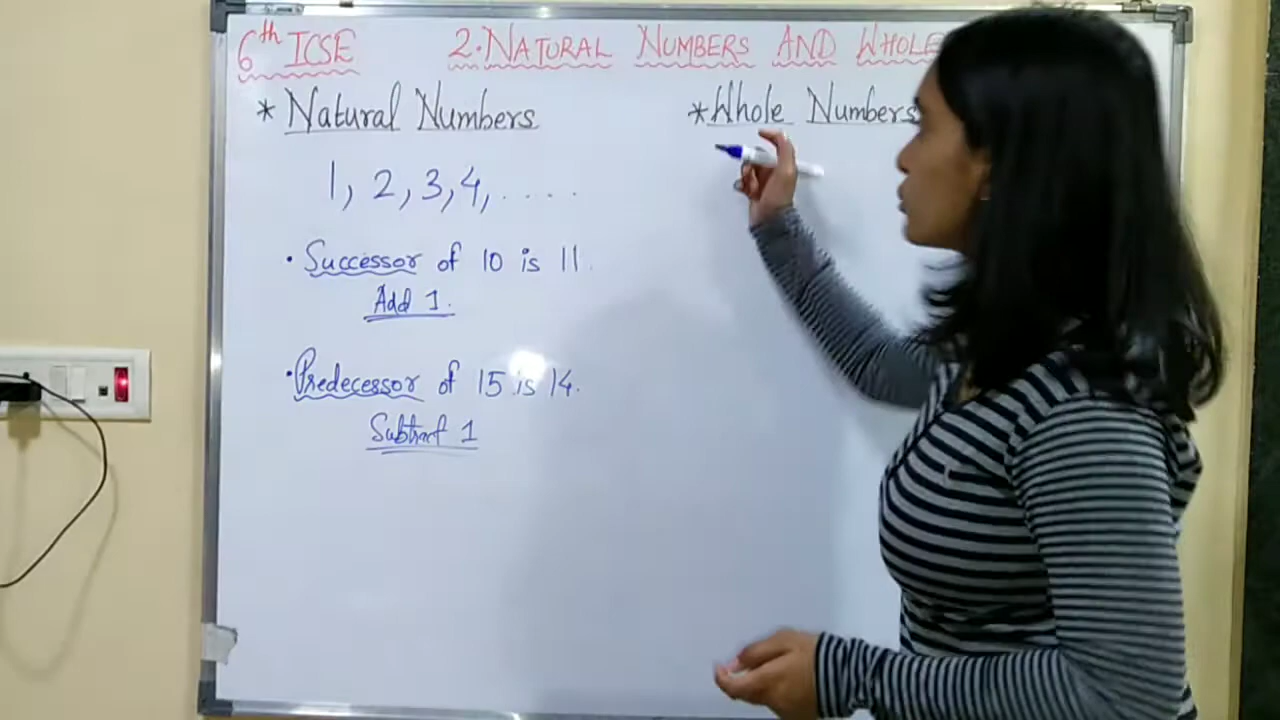 6th ICSE 2. NATURAL NUMBERS AND WHOLE
* Natural Numbers
1, 2, 3, 4, . . . .
• Successor of 10 is 11.
Add 1.
• Predecessor of 15 is 14.
Subtract 1
* Whole Numbers